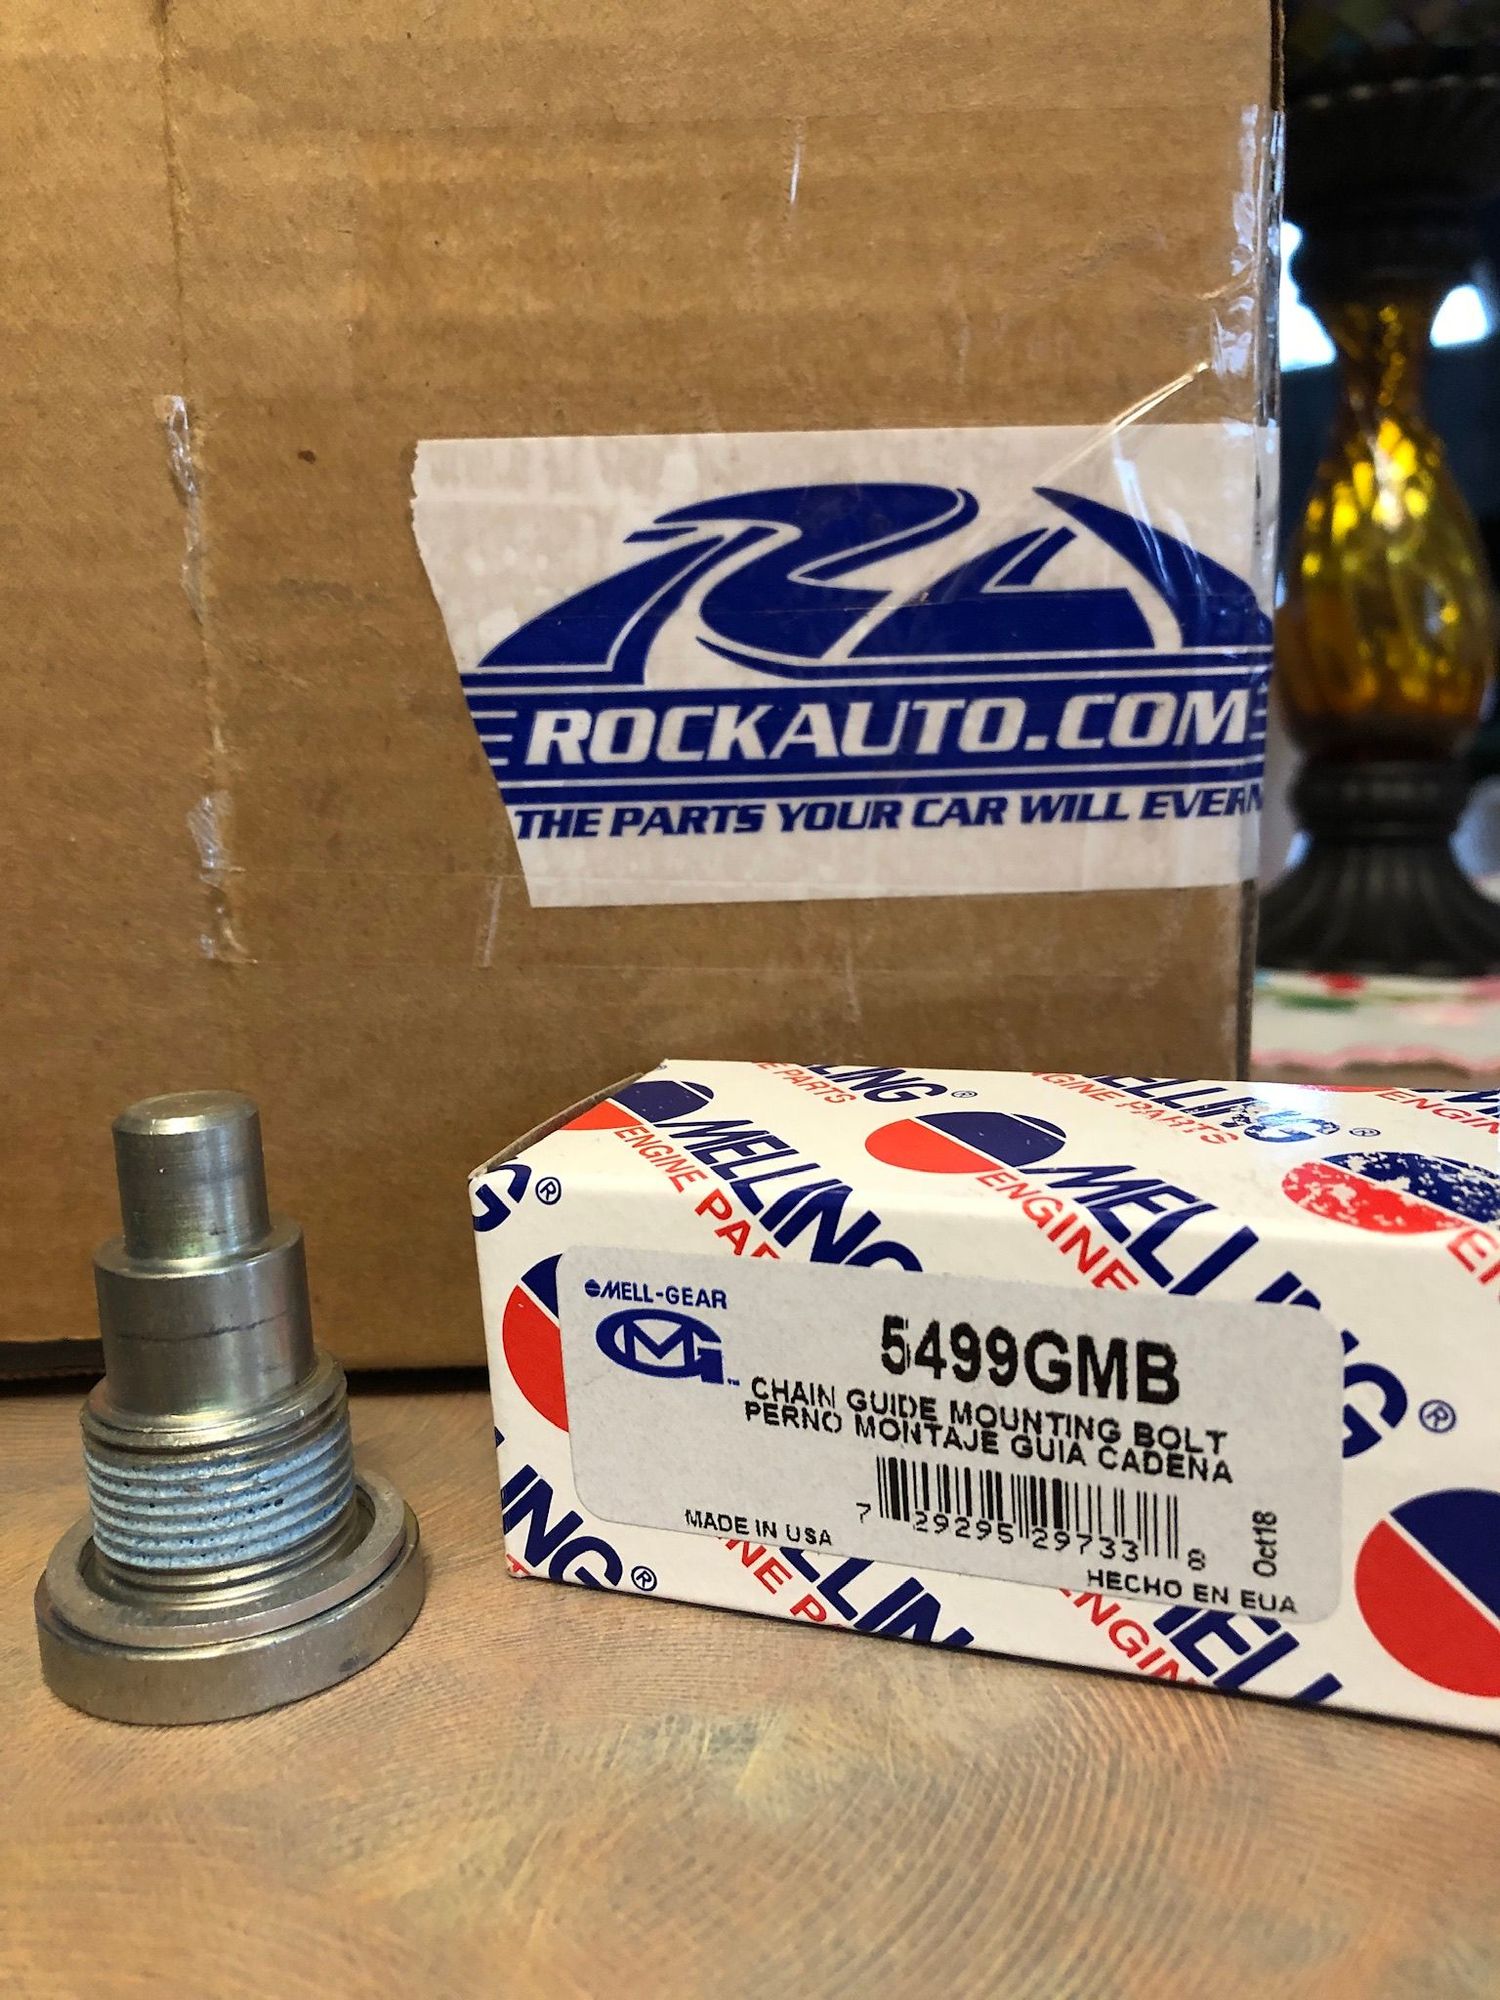 ROCKAUTO.COM
THE PARTS YOUR CAR WILL EVER N
MELLING®
ENGINE PARTS
MELL-GEAR
MG™
5499GMB
CHAIN GUIDE MOUNTING BOLT
PERNO MONTAJE GUIA CADENA
7 29295 29733 8
MADE IN USA
HECHO EN EUA
Oct18